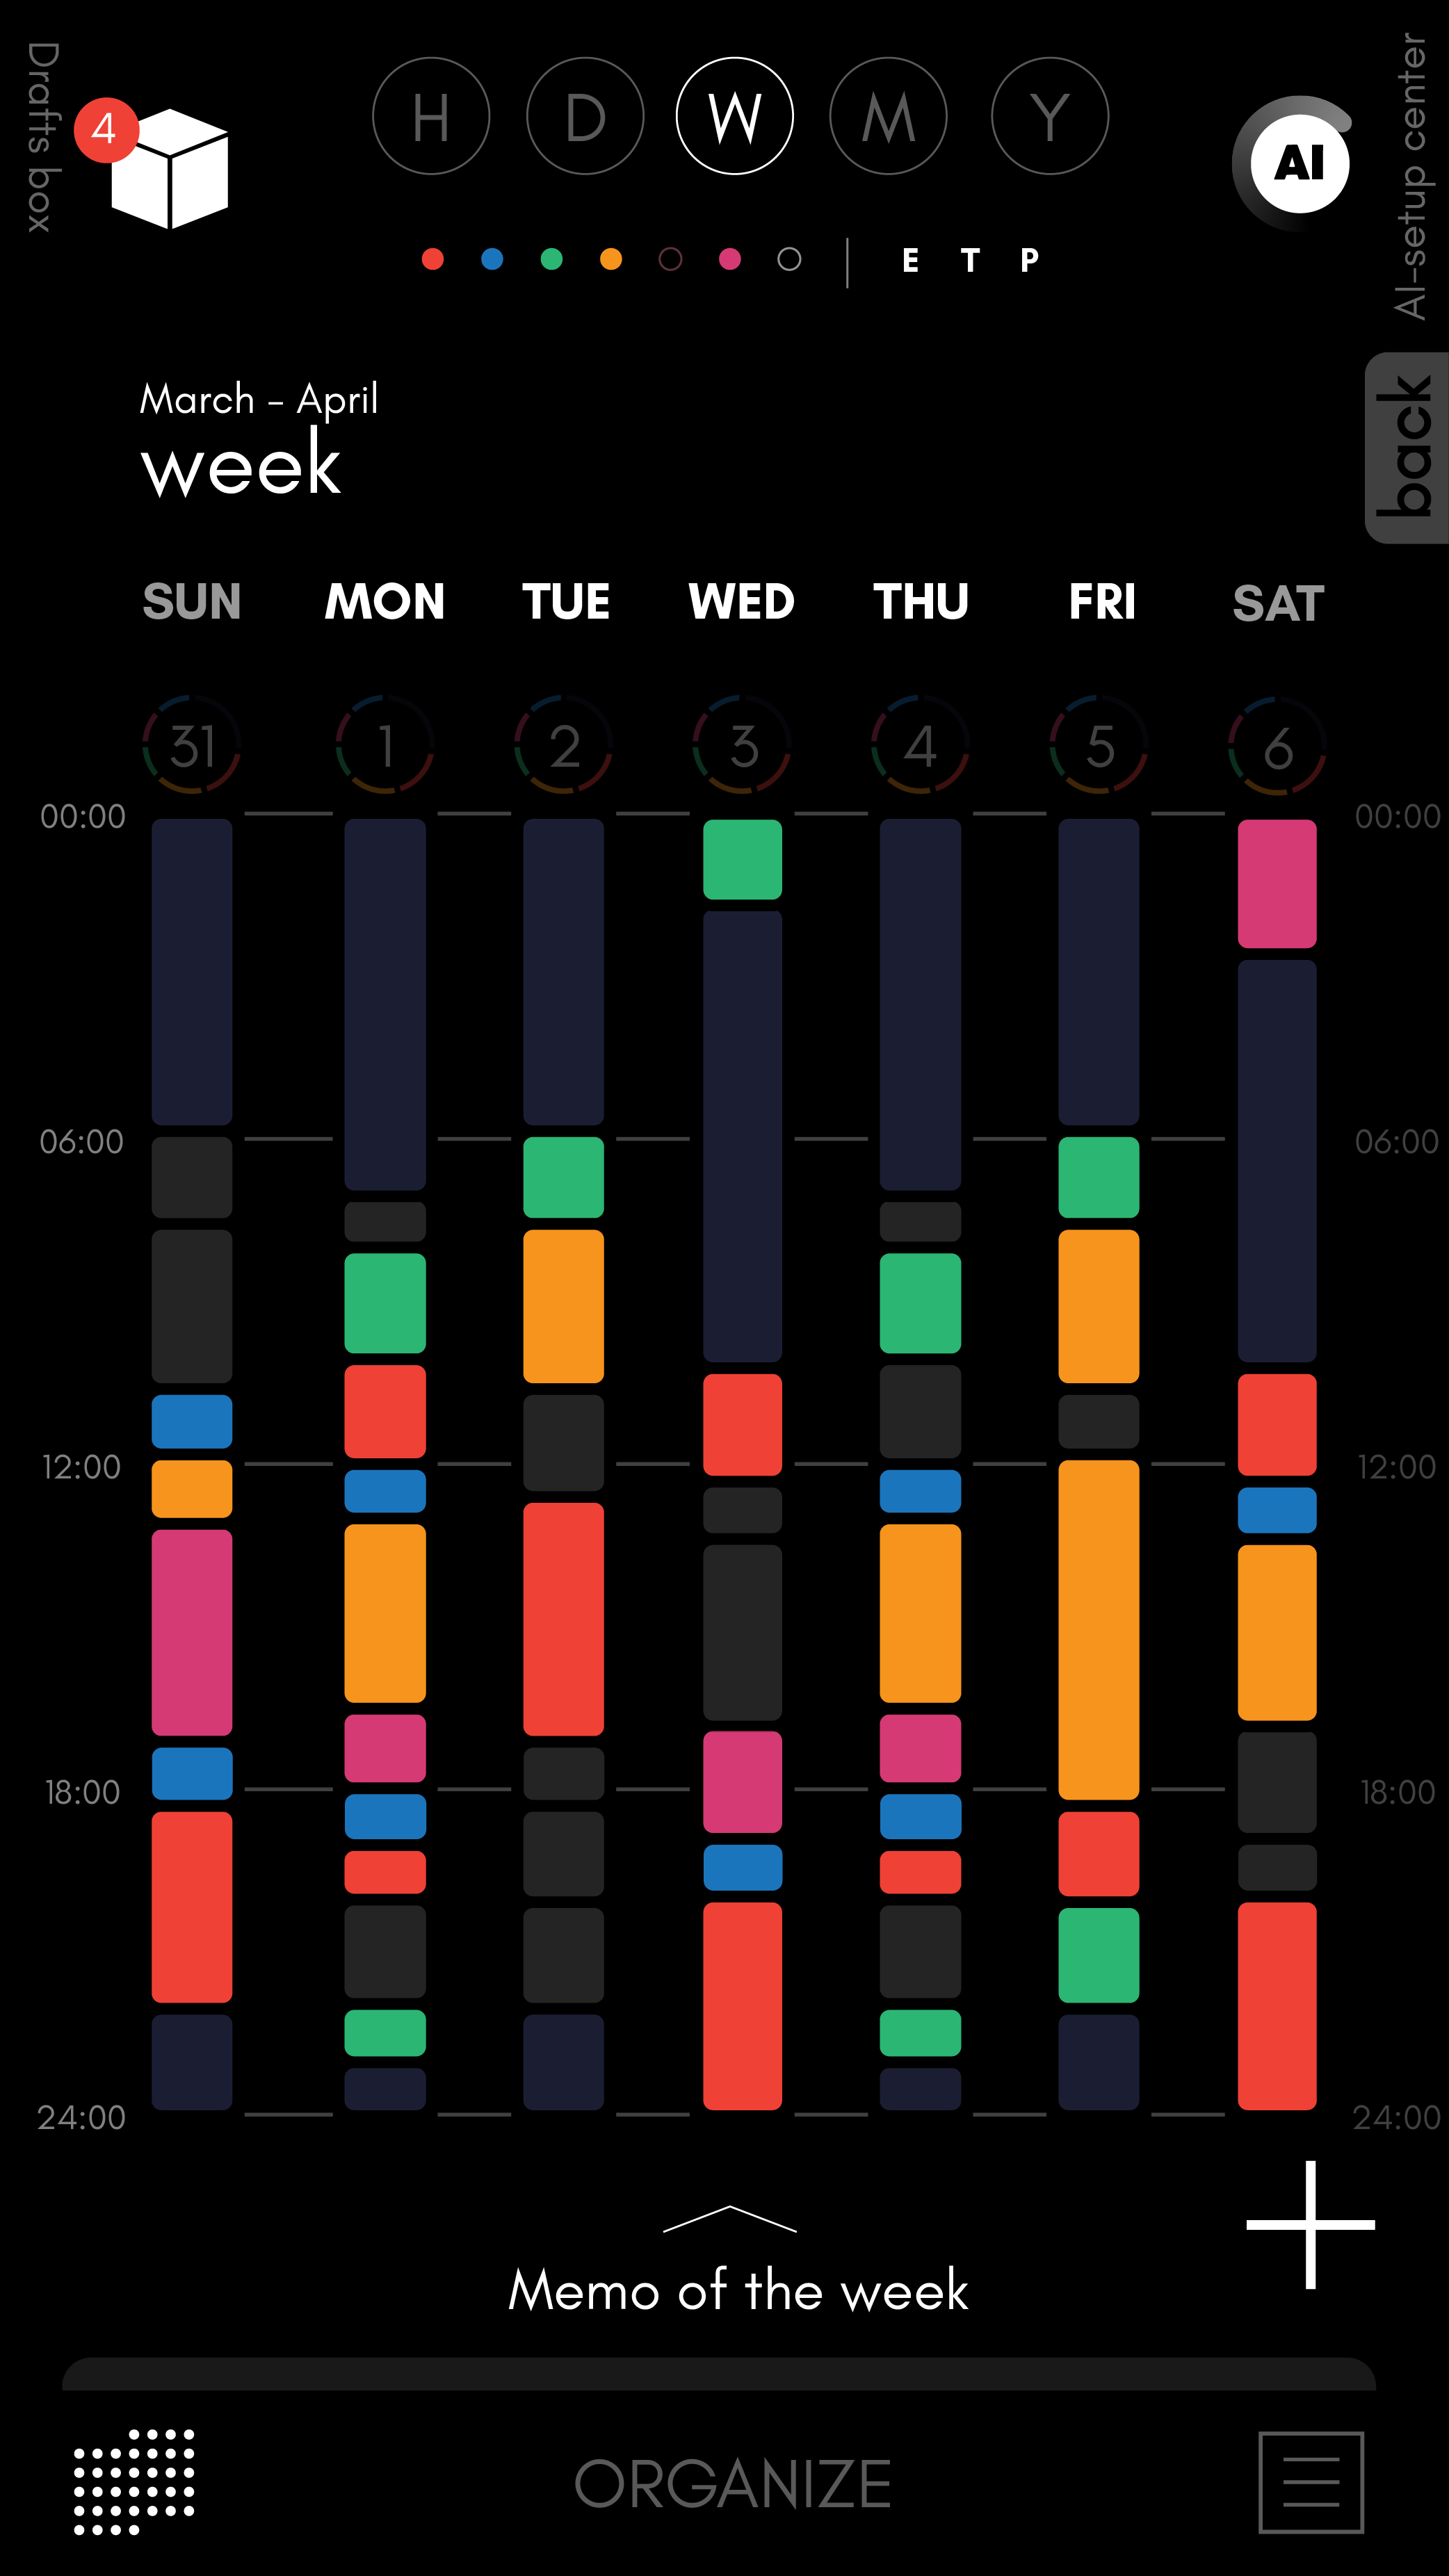 Drafts box
4
H D W M Y
AI
AI-setup center
E T P
back
March - April
week
SUN MON TUE WED THU FRI SAT
31 1 2 3 4 5 6
00:00 00:00
06:00 06:00
12:00 12:00
18:00 18:00
24:00 24:00
Memo of the week
ORGANIZE